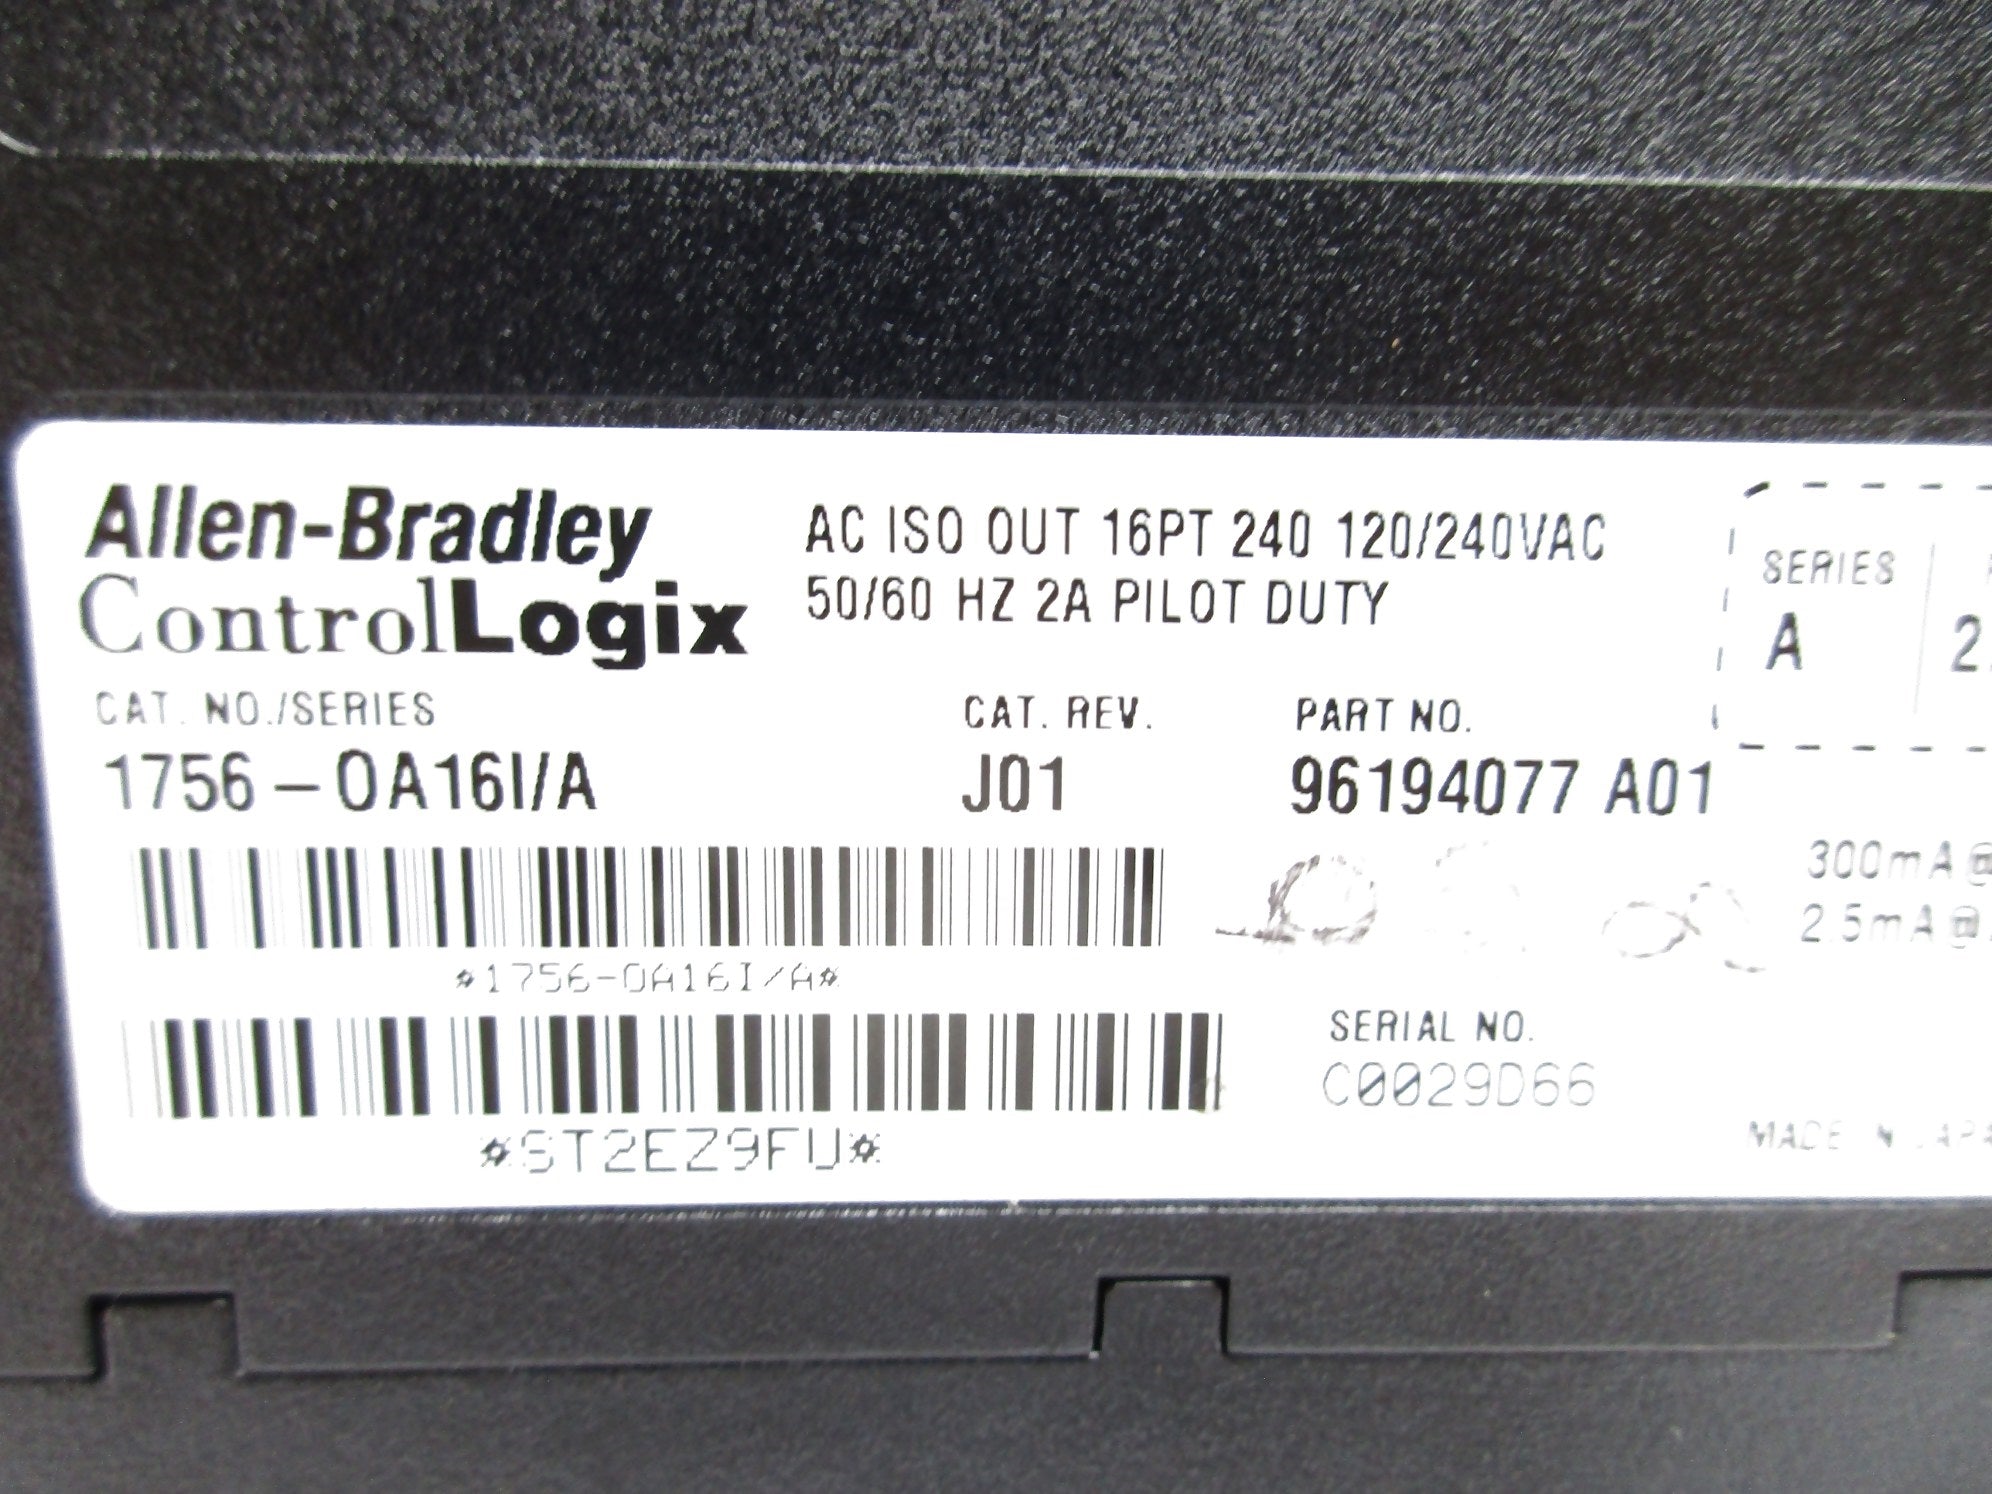 Allen-Bradley
ControlLogix
AC ISO OUT 16PT 240 120/240VAC
50/60 HZ 2A PILOT DUTY
SERIES
A
2.
CAT. NO./SERIES
1756-OA16I/A
CAT. REV.
J01
PART NO.
96194077 A01
300mA@
2.5mA@
*1756-OA16I/A*
SERIAL NO.
C0029D66
*ST2EZ9FU*
MADE